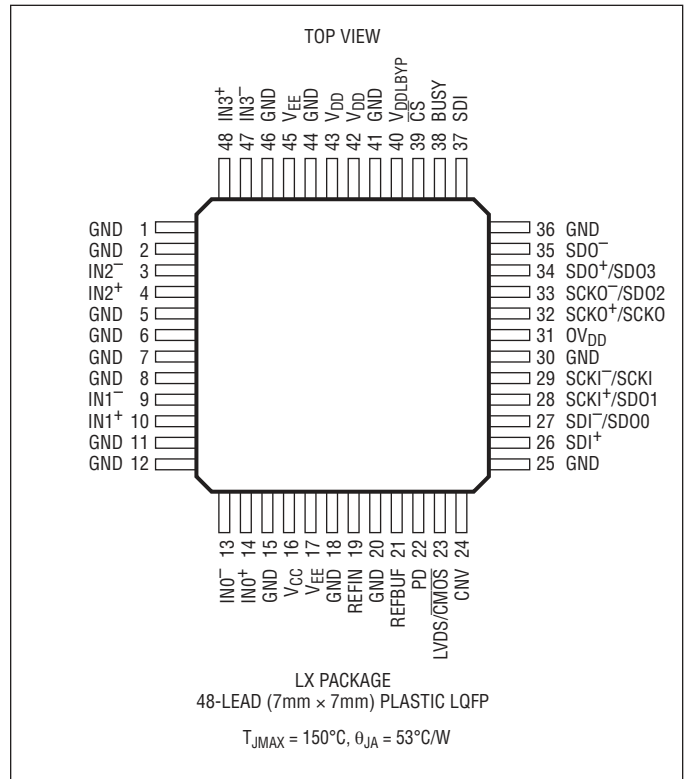 TOP VIEW
48 IN3⁺
47 IN3⁻
46 GND
45 VEE
44 GND
43 VDD
42 VDD
41 GND
40 VDDLBYP
39 C̅S̅
38 BUSY
37 SDI
GND 1
GND 2
IN2⁻ 3
IN2⁺ 4
GND 5
GND 6
GND 7
GND 8
IN1⁻ 9
IN1⁺ 10
GND 11
GND 12
36 GND
35 SDO⁻
34 SDO⁺/SDO3
33 SCKO⁻/SDO2
32 SCKO⁺/SCKO
31 OVDD
30 GND
29 SCKI⁻/SCKI
28 SCKI⁺/SDO1
27 SDI⁻/SDO0
26 SDI⁺
25 GND
IN0⁻ 13
IN0⁺ 14
GND 15
VCC 16
VEE 17
GND 18
REFIN 19
GND 20
REFBUF 21
PD 22
LVDS/C̅M̅O̅S̅ 23
CNV 24
LX PACKAGE
48-LEAD (7mm × 7mm) PLASTIC LQFP
TJMAX = 150°C, θJA = 53°C/W